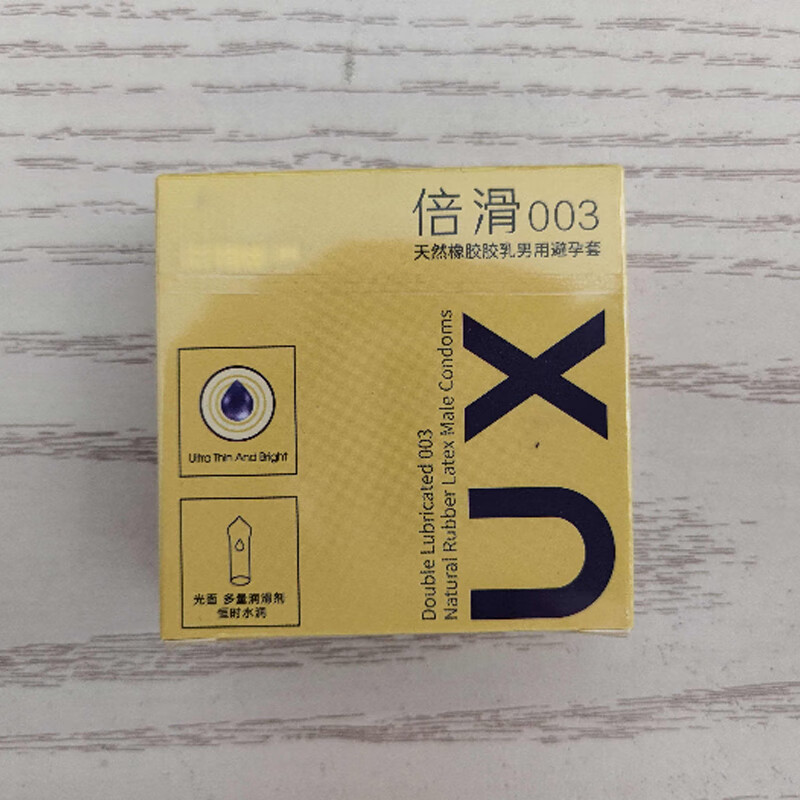 倍滑003
天然橡胶胶乳男用避孕套
UX
Double Lubricated 003
Natural Rubber Latex Male Condoms
Ultra Thin And Bright
光面 多量润滑剂
恒时水润